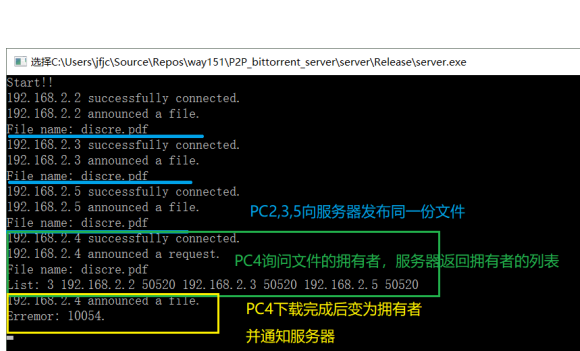 选择C:\Users\jfjc\Source\Repos\way151\P2P_bittorrent_server\server\Release\server.exe
Start!!
192.168.2.2 successfully connected.
192.168.2.2 announced a file.
File name: discre.pdf
192.168.2.3 successfully connected.
192.168.2.3 announced a file.
File name: discre.pdf
192.168.2.5 successfully connected.
192.168.2.5 announced a file.
File name: discre.pdf
PC2,3,5向服务器发布同一份文件
192.168.2.4 successfully connected.
192.168.2.4 announced a request.
File name: discre.pdf
List: 3 192.168.2.2 50520 192.168.2.3 50520 192.168.2.5 50520
PC4询问文件的拥有者，服务器返回拥有者的列表
192.168.2.4 announced a file.
Erremor: 10054.
PC4下载完成后变为拥有者
并通知服务器